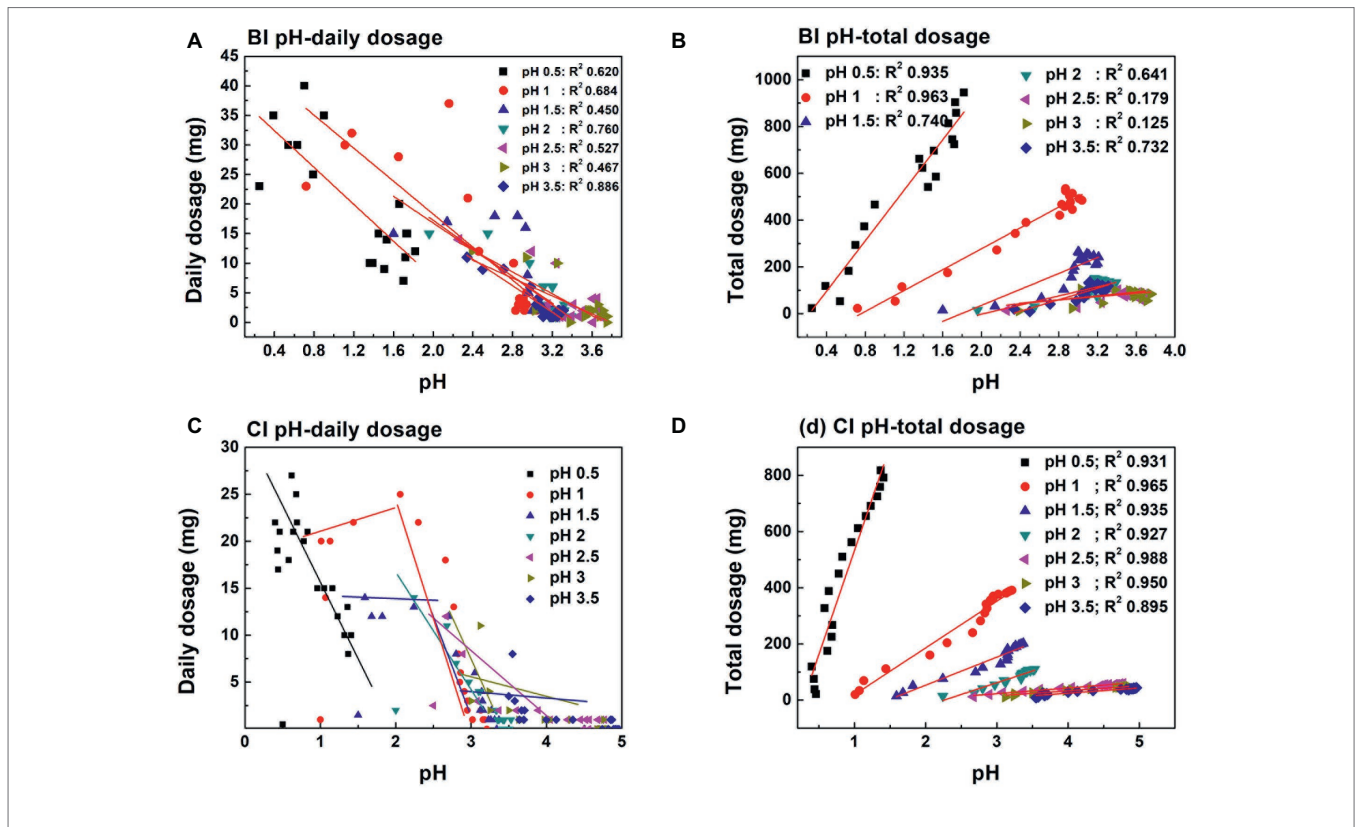 A BI pH-daily dosage
Daily dosage (mg)
45
40
35
30
25
20
15
10
5
0
0.4 0.8 1.2 1.6 2.0 2.4 2.8 3.2 3.6
pH
pH 0.5: R² 0.620
pH 1 : R² 0.684
pH 1.5: R² 0.450
pH 2 : R² 0.760
pH 2.5: R² 0.527
pH 3 : R² 0.467
pH 3.5: R² 0.886
B BI pH-total dosage
Total dosage (mg)
1000
800
600
400
200
0
0.4 0.8 1.2 1.6 2.0 2.4 2.8 3.2 3.6 4.0
pH
pH 0.5: R² 0.935
pH 1 : R² 0.963
pH 1.5: R² 0.740
pH 2 : R² 0.641
pH 2.5: R² 0.179
pH 3 : R² 0.125
pH 3.5: R² 0.732
C CI pH-daily dosage
Daily dosage (mg)
30
25
20
15
10
5
0 1 2 3 4 5
pH
pH 0.5
pH 1
pH 1.5
pH 2
pH 2.5
pH 3
pH 3.5
D (d) CI pH-total dosage
Total dosage (mg)
800
600
400
200
0
1 2 3 4 5
pH
pH 0.5; R² 0.931
pH 1 ; R² 0.965
pH 1.5; R² 0.935
pH 2 ; R² 0.927
pH 2.5; R² 0.988
pH 3 ; R² 0.950
pH 3.5; R² 0.895